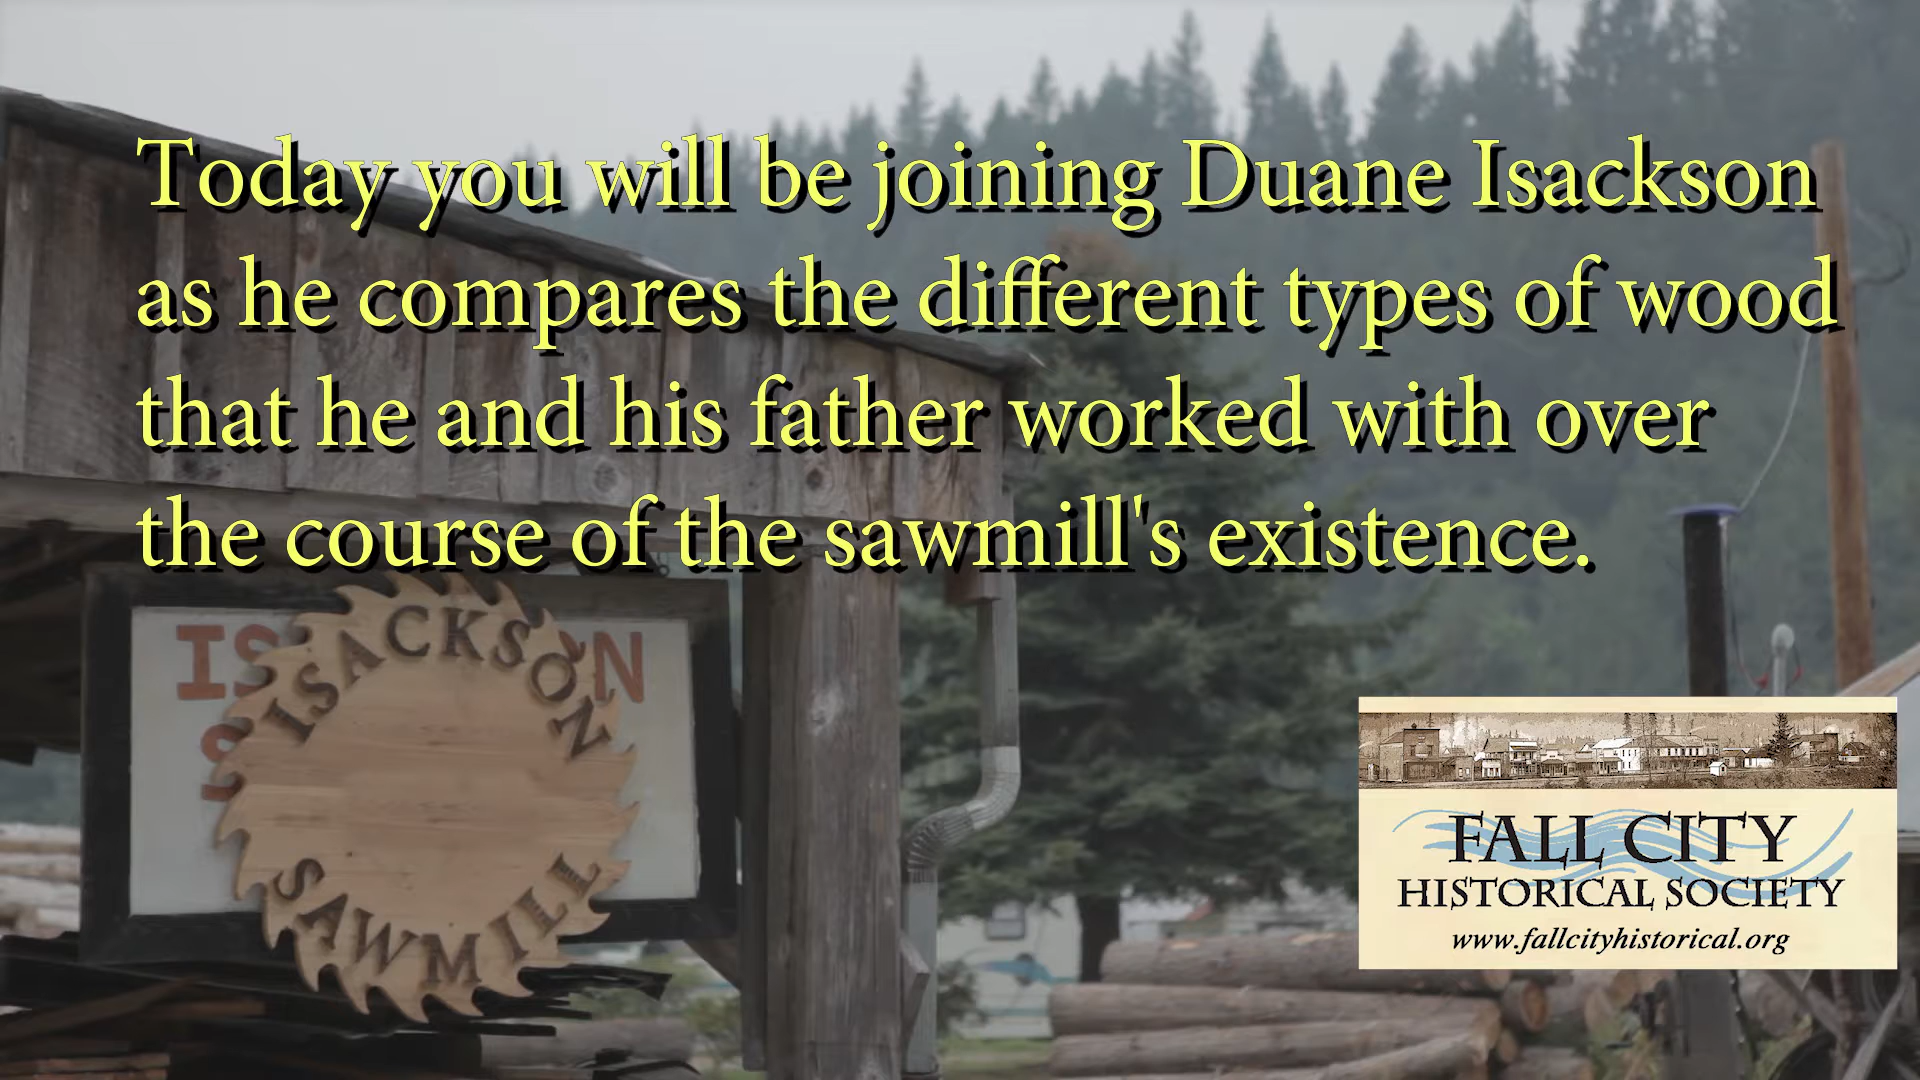 Today you will be joining Duane Isackson
as he compares the different types of wood
that he and his father worked with over
the course of the sawmill's existence.
ISACKSON
SAWMILL
FALL CITY
HISTORICAL SOCIETY
www.fallcityhistorical.org